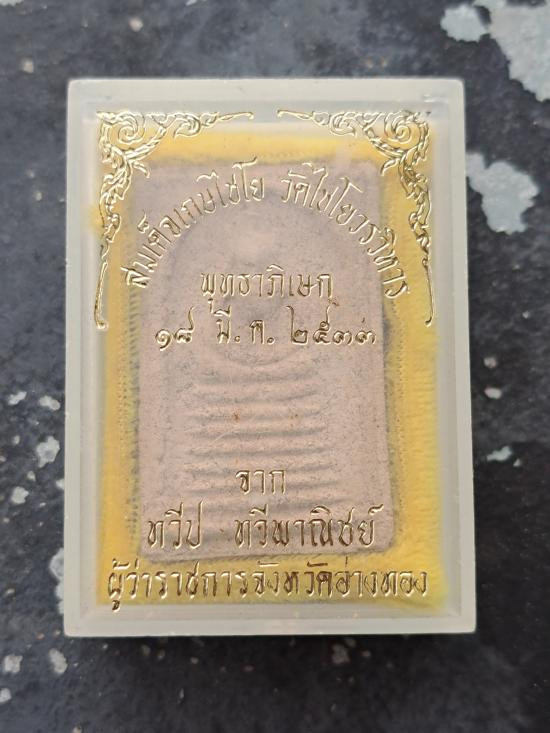 สมเด็จเกษไชโย วัดไชโยวรวิหาร
พุทธาภิเษก
๑๘ มี.ค. ๒๕๓๓
จาก
ทวีป ทวีพาณิชย์
ผู้ว่าราชการจังหวัดอ่างทอง